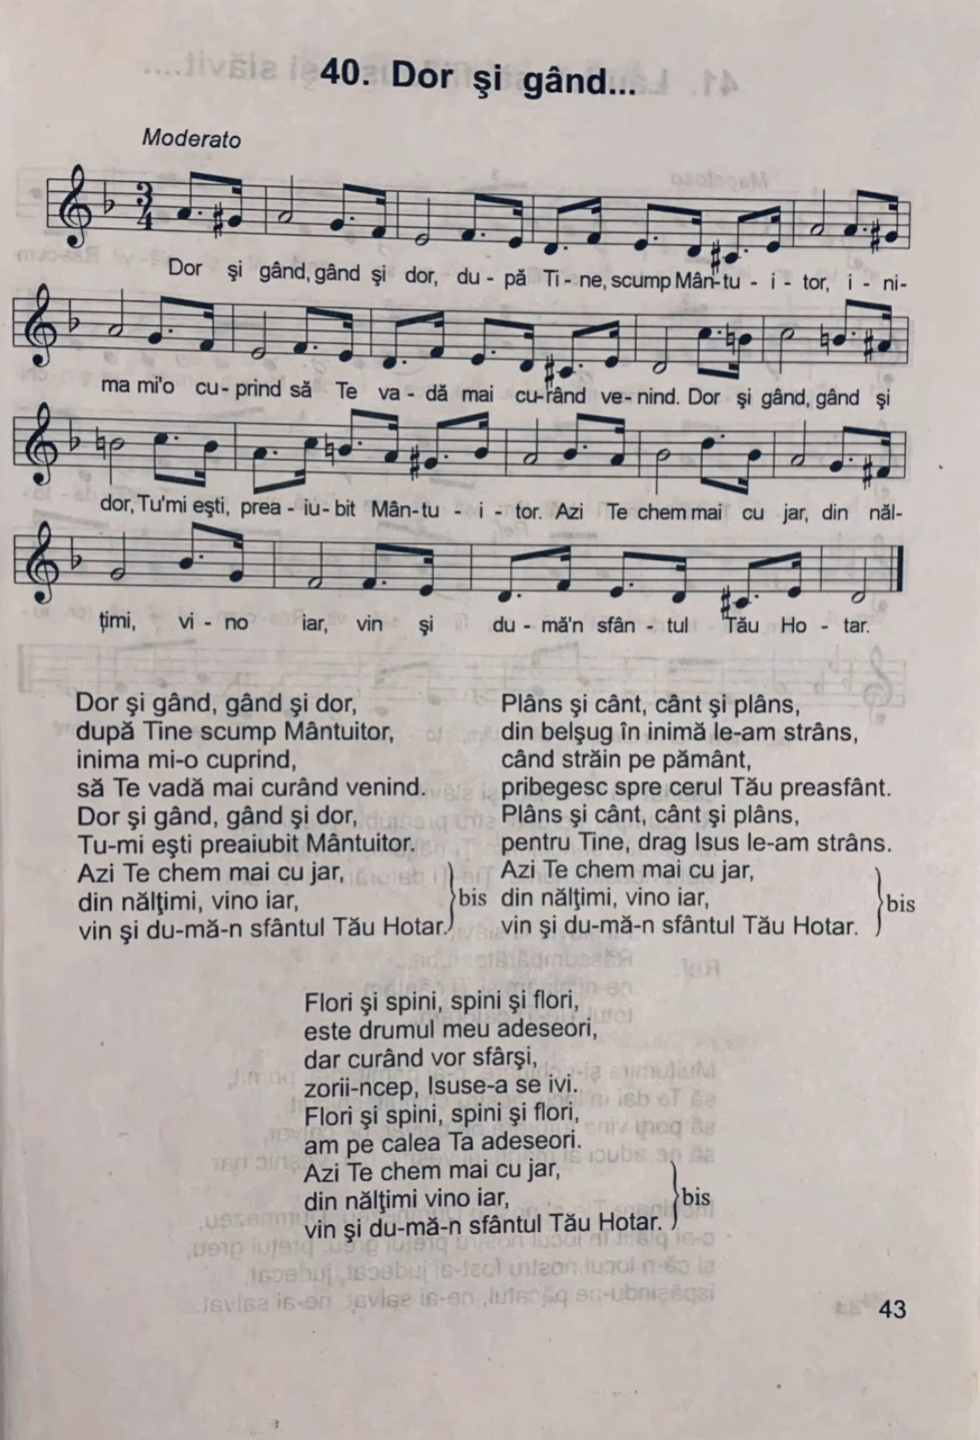 40. Dor şi gând...
Moderato
3
4
Dor şi gând, gând şi dor, du - pă Ti - ne, scump Mân-tu - i - tor, i - ni-
ma mi'o cu - prind să Te va - dă mai cu-rând ve - nind. Dor şi gând, gând şi
dor, Tu'mi eşti, prea - iu - bit Mân-tu - i - tor. Azi Te chem mai cu jar, din năl-
ţimi, vi - no iar, vin şi du - mă'n sfân - tul Tău Ho - tar.
Dor şi gând, gând şi dor,
după Tine scump Mântuitor,
inima mi-o cuprind,
să Te vadă mai curând venind.
Dor şi gând, gând şi dor,
Tu-mi eşti preaiubit Mântuitor.
Azi Te chem mai cu jar,
din nălţimi, vino iar,
vin şi du-mă-n sfântul Tău Hotar.
bis
Plâns şi cânt, cânt şi plâns,
din belşug în inimă le-am strâns,
când străin pe pământ,
pribegesc spre cerul Tău preasfânt.
Plâns şi cânt, cânt şi plâns,
pentru Tine, drag Isus le-am strâns.
Azi Te chem mai cu jar,
din nălţimi, vino iar,
vin şi du-mă-n sfântul Tău Hotar.
bis
Flori şi spini, spini şi flori,
este drumul meu adeseori,
dar curând vor sfârşi,
zorii-ncep, Isuse-a se ivi.
Flori şi spini, spini şi flori,
am pe calea Ta adeseori.
Azi Te chem mai cu jar,
din nălţimi vino iar,
vin şi du-mă-n sfântul Tău Hotar.
bis
43